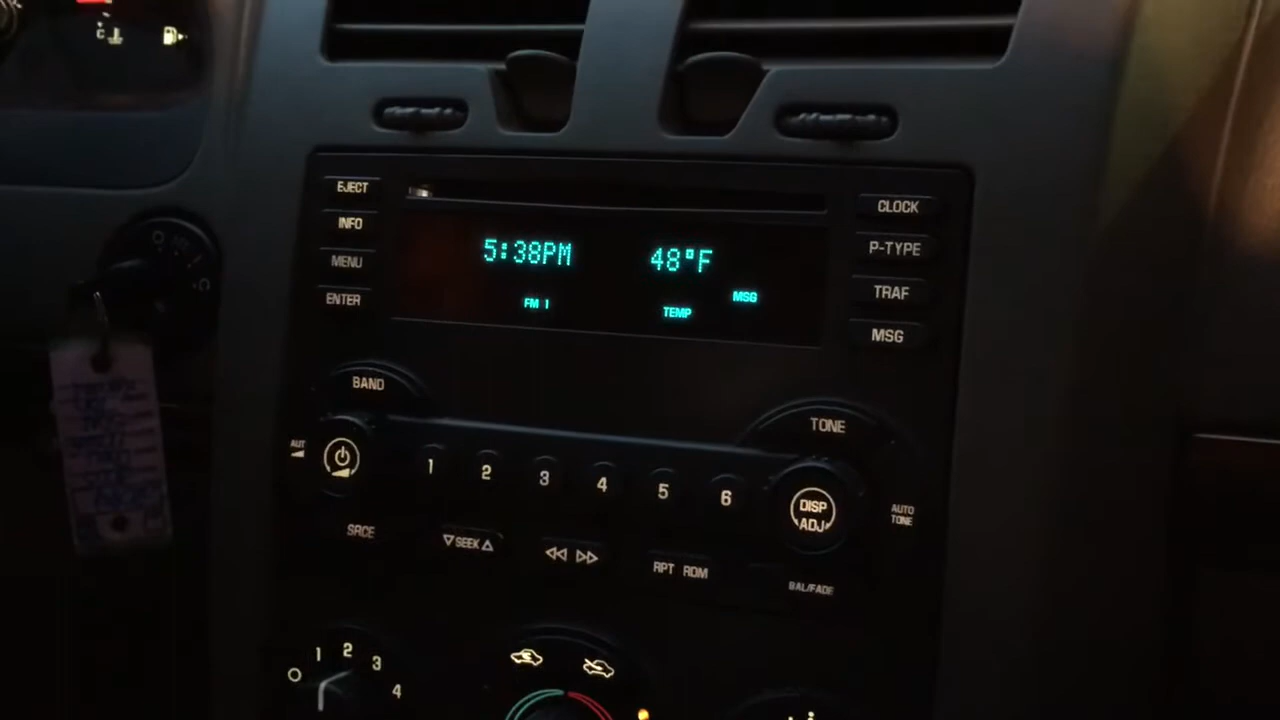 C
EJECT
CLOCK
INFO
5:38PM 48°F
P-TYPE
MENU
FM 1
TEMP
MSG
TRAF
ENTER
MSG
BAND
TONE
AUT
1 2 3 4 5 6
DISP
ADJ
AUTO
TONE
SRCE
SEEK
RPT RDM
BAL/FADE
O 1 2 3 4